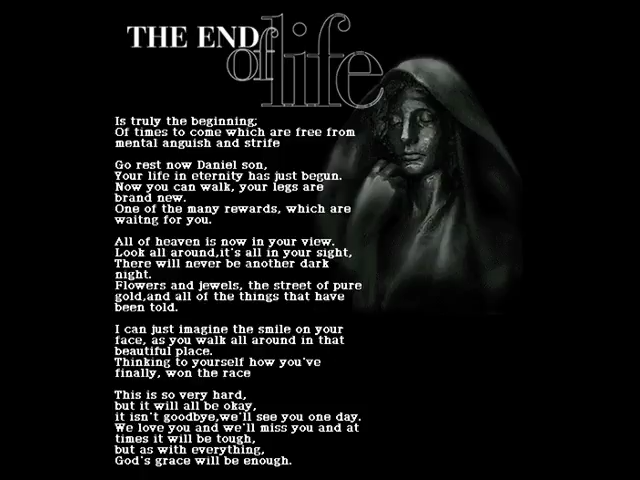 THE END
of life
Is truly the beginning;
Of times to come which are free from
mental anguish and strife
Go rest now Daniel son,
Your life in eternity has just begun.
Now you can walk, your legs are
brand new.
One of the many rewards, which are
waitng for you.
All of heaven is now in your view.
Look all around,it's all in your sight,
There will never be another dark
night.
Flowers and jewels, the street of pure
gold,and all of the things that have
been told.
I can just imagine the smile on your
face, as you walk all around in that
beautiful place.
Thinking to yourself how you've
finally, won the race
This is so very hard,
but it will all be okay,
it isn't goodbye,we'll see you one day.
We love you and we'll miss you and at
times it will be tough,
but as with everything,
God's grace will be enough.